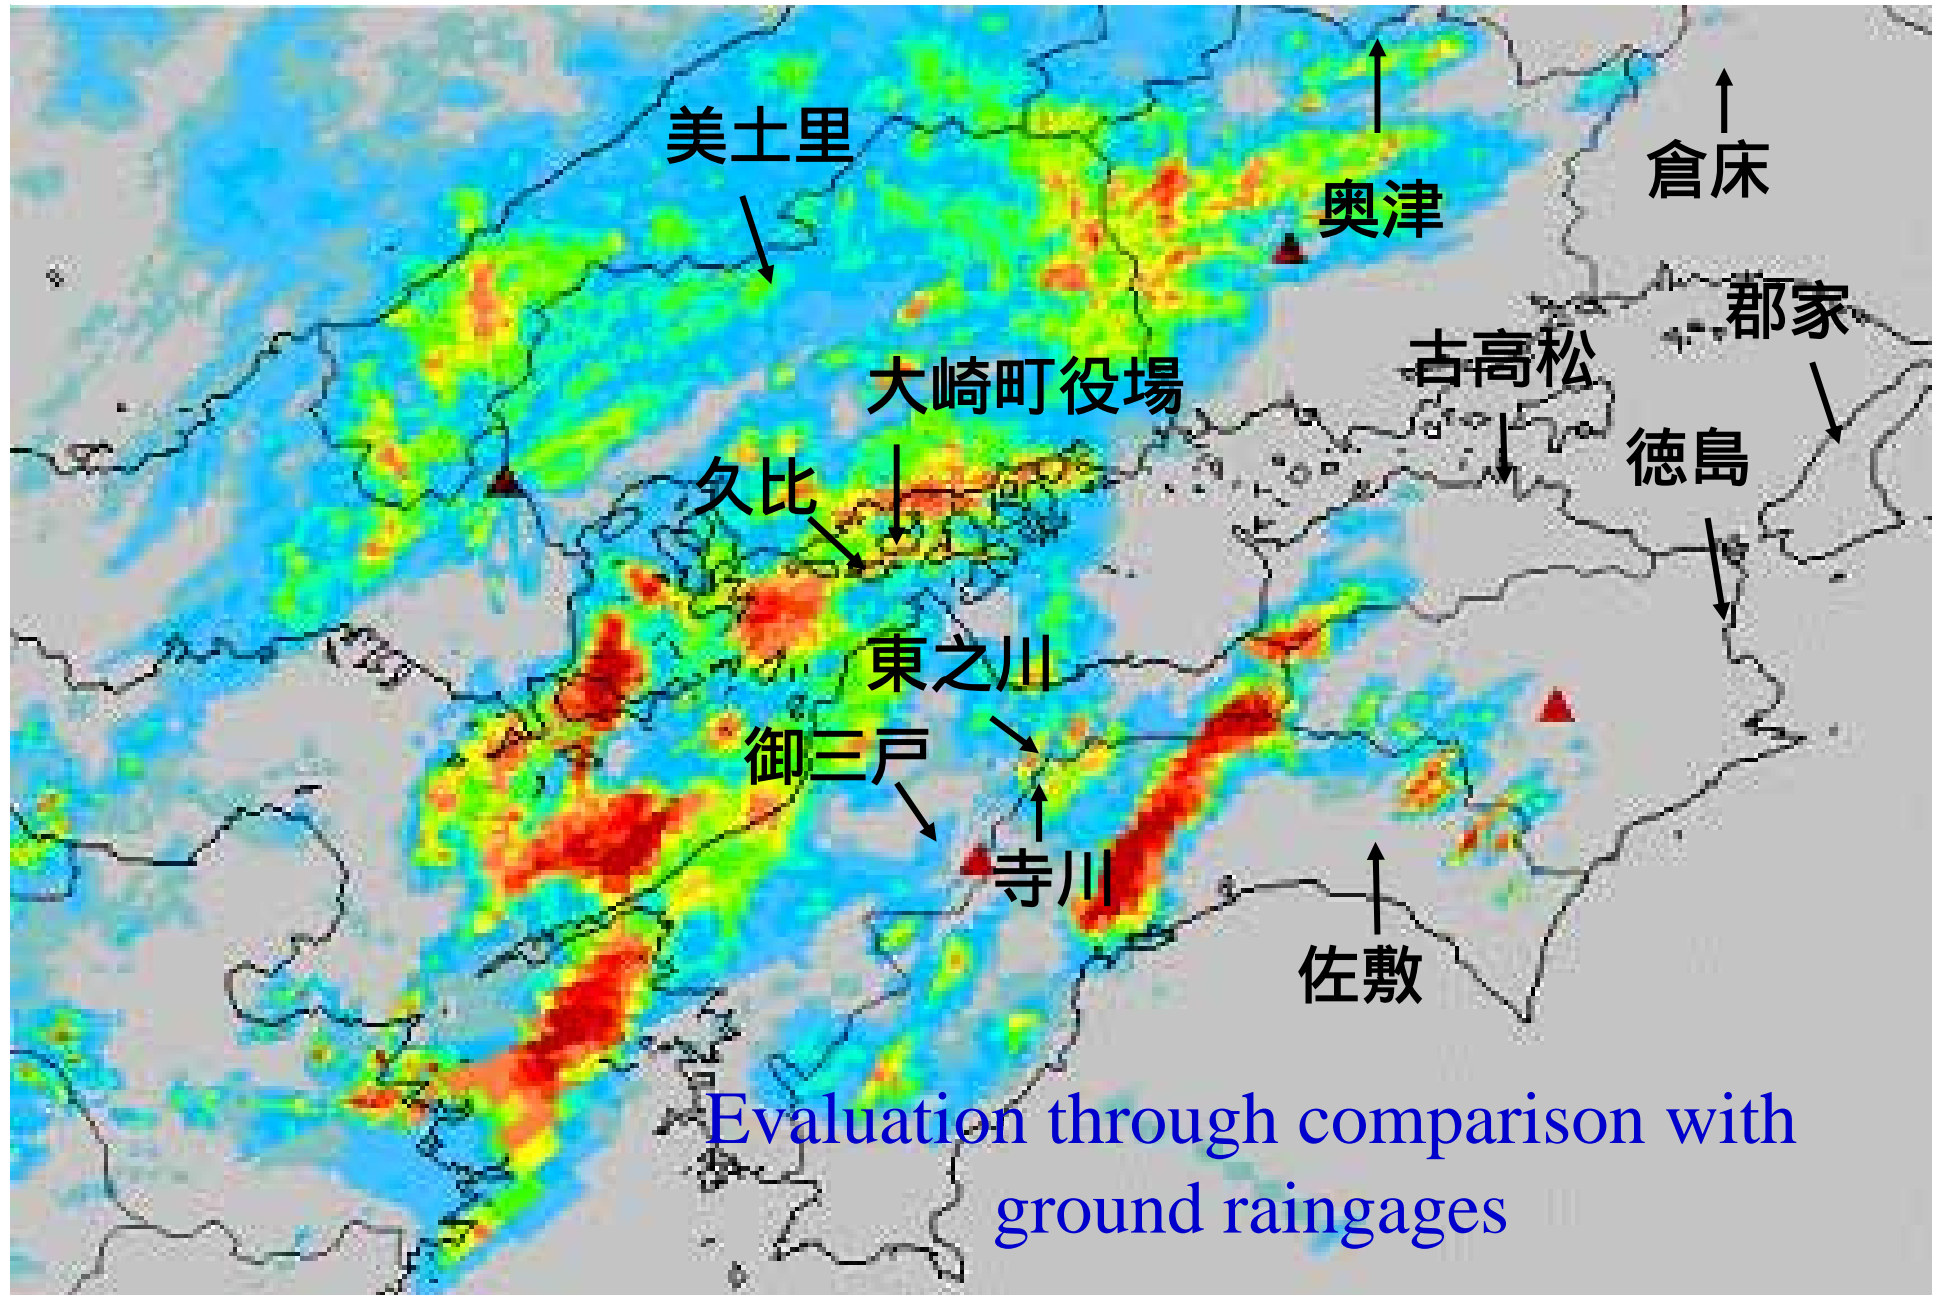 美土里
倉床
奥津
郡家
古高松
大崎町役場
徳島
久比
東之川
御三戸
寺川
佐敷
Evaluation through comparison with
ground raingages